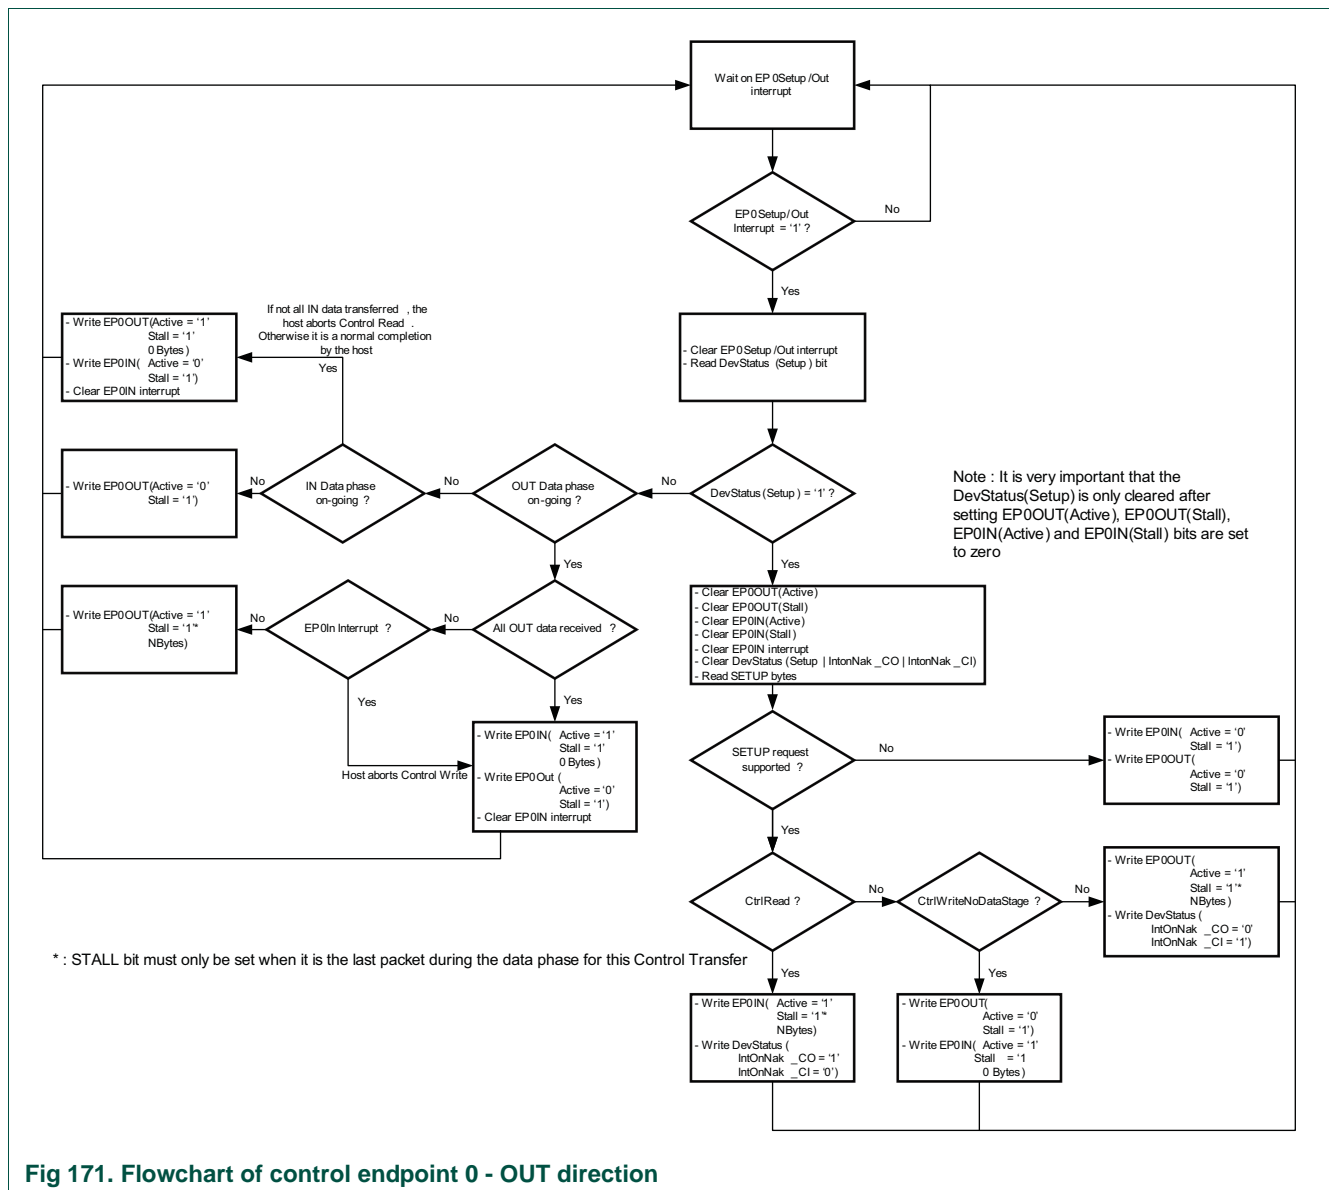 Wait on EP0Setup/Out
interrupt
EP0Setup/Out
Interrupt = ‘1’ ?
No
Yes
- Clear EP0Setup/Out interrupt
- Read DevStatus (Setup) bit
If not all IN data transferred , the
host aborts Control Read .
Otherwise it is a normal completion
by the host
Yes
- Write EP0OUT(Active = ‘1’
Stall = ‘1’
0 Bytes)
- Write EP0IN( Active = ‘0’
Stall = ‘1’)
- Clear EP0IN interrupt
- Write EP0OUT(Active = ‘0’
Stall = ‘1’)
No
IN Data phase
on-going ?
No
OUT Data phase
on-going ?
No
DevStatus (Setup) = ‘1’ ?
Note : It is very important that the
DevStatus(Setup) is only cleared after
setting EP0OUT(Active), EP0OUT(Stall),
EP0IN(Active) and EP0IN(Stall) bits are set
to zero
Yes
Yes
- Write EP0OUT(Active = ‘1’
Stall = ‘1’*
NBytes)
No
EP0In Interrupt ?
No
All OUT data received ?
- Clear EP0OUT(Active)
- Clear EP0OUT(Stall)
- Clear EP0IN(Active)
- Clear EP0IN(Stall)
- Clear EP0IN interrupt
- Clear DevStatus (Setup | IntonNak _CO | IntonNak _CI)
- Read SETUP bytes
Yes
Yes
Host aborts Control Write
- Write EP0IN( Active = ‘1’
Stall = ‘1’
0 Bytes)
- Write EP0Out (
Active = ‘0’
Stall = ‘1’)
- Clear EP0IN interrupt
SETUP request
supported ?
No
- Write EP0IN( Active = ‘0’
Stall = ‘1’)
- Write EP0OUT(
Active = ‘0’
Stall = ‘1’)
Yes
CtrlRead ?
No
CtrlWriteNoDataStage ?
No
- Write EP0OUT(
Active = ‘1’
Stall = ‘1’*
NBytes)
- Write DevStatus (
IntOnNak _CO = ‘0’
IntOnNak _CI = ‘1’)
* : STALL bit must only be set when it is the last packet during the data phase for this Control Transfer
Yes
Yes
- Write EP0IN( Active = ‘1’
Stall = ‘1’*
NBytes)
- Write DevStatus (
IntOnNak _CO = ‘1’
IntOnNak _CI = ‘0’)
- Write EP0OUT(
Active = ‘0’
Stall = ‘1’)
- Write EP0IN( Active = ‘1’
Stall = ‘1
0 Bytes)
Fig 171. Flowchart of control endpoint 0 - OUT direction